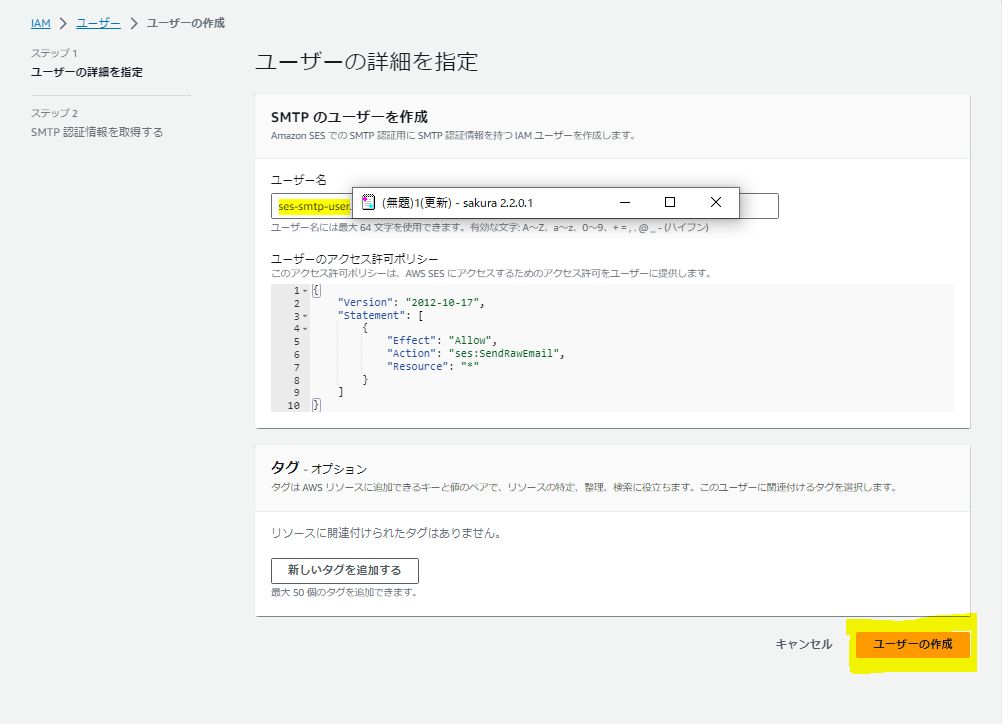 IAM > ユーザー > ユーザーの作成
ステップ 1
ユーザーの詳細を指定
ステップ 2
SMTP 認証情報を取得する
ユーザーの詳細を指定
SMTP のユーザーを作成
Amazon SES での SMTP 認証用に SMTP 認証情報を持つ IAM ユーザーを作成します。
ユーザー名
ses-smtp-user.
(無題)1(更新) - sakura 2.2.0.1
ユーザー名には最大 64 文字を使用できます。有効な文字: A～Z、a～z、0～9、+ = , . @ _ - (ハイフン)
ユーザーのアクセス許可ポリシー
このアクセス許可ポリシーは、AWS SES にアクセスするためのアクセス許可をユーザーに提供します。
1 {
2 "Version": "2012-10-17",
3 "Statement": [
4 {
5 "Effect": "Allow",
6 "Action": "ses:SendRawEmail",
7 "Resource": "*"
8 }
9 ]
10 }
タグ - オプション
タグは AWS リソースに追加できるキーと値のペアで、リソースの特定、整理、検索に役立ちます。このユーザーに関連付けるタグを選択します。
リソースに関連付けられたタグはありません。
新しいタグを追加する
最大 50 個のタグを追加できます。
キャンセル
ユーザーの作成